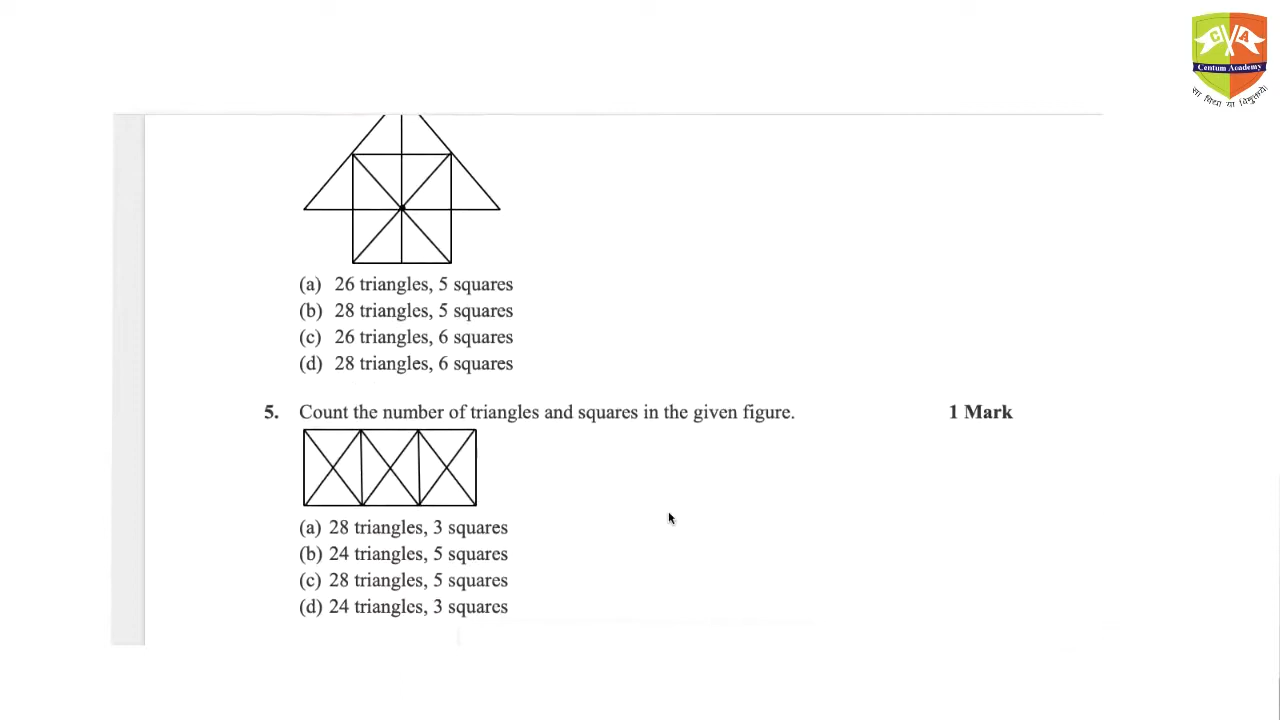 C A
Centum Academy
सा विद्या या विमुक्तये
(a) 26 triangles, 5 squares
(b) 28 triangles, 5 squares
(c) 26 triangles, 6 squares
(d) 28 triangles, 6 squares
5. Count the number of triangles and squares in the given figure. 1 Mark
(a) 28 triangles, 3 squares
(b) 24 triangles, 5 squares
(c) 28 triangles, 5 squares
(d) 24 triangles, 3 squares